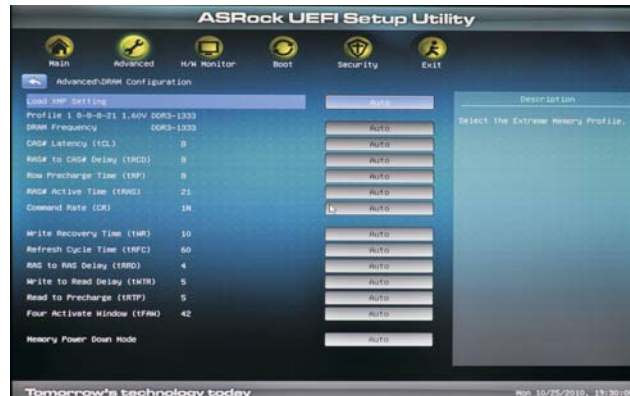 ASRock UEFI Setup Utility
Main Advanced H/W Monitor Boot Security Exit
Advanced\DRAM Configuration
Load XMP Setting Auto
Profile 1 8-8-8-21 1.60V DDR3-1333
DRAM Frequency DDR3-1333 Auto
CAS# Latency (tCL) 8 Auto
RAS# to CAS# Delay (tRCD) 8 Auto
Row Precharge Time (tRP) 8 Auto
RAS# Active Time (tRAS) 21 Auto
Command Rate (CR) 1N Auto
Write Recovery Time (tWR) 10 Auto
Refresh Cycle Time (tRFC) 60 Auto
RAS to RAS Delay (tRRD) 4 Auto
Write to Read Delay (tWTR) 5 Auto
Read to Precharge (tRTP) 5 Auto
Four Activate Window (tFAW) 42 Auto
Memory Power Down Mode Auto
Description
Select the Extreme Memory Profile.
Tomorrow's technology today
Mon 10/25/2010, 19:30:05